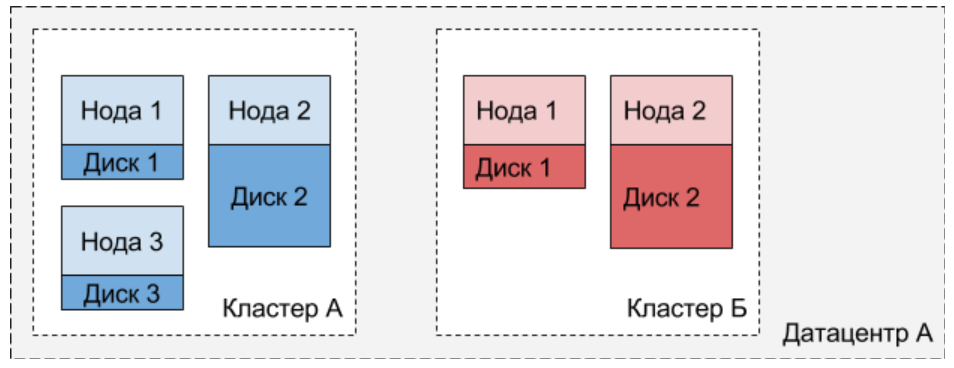 Нода 1
Диск 1
Нода 2
Диск 2
Нода 3
Диск 3
Кластер А
Нода 1
Диск 1
Нода 2
Диск 2
Кластер Б
Датацентр А